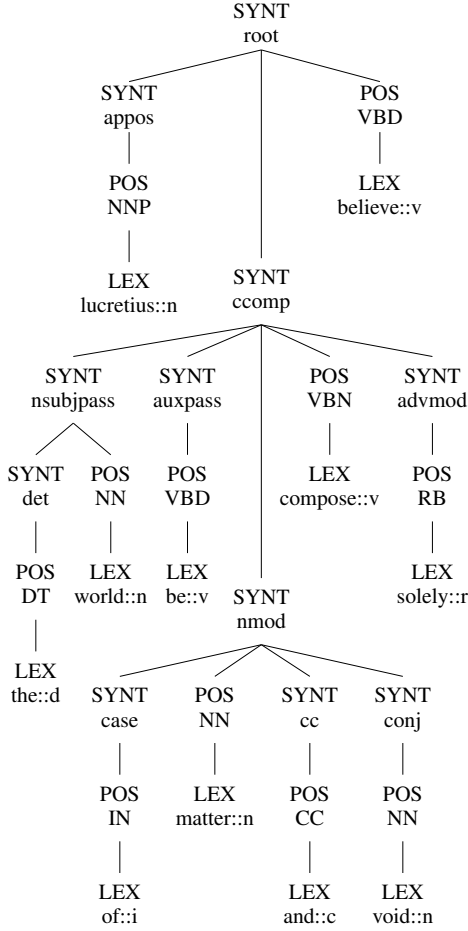 SYNT
root
SYNT
appos
POS
VBD
POS
NNP
LEX
believe::v
LEX
lucretius::n
SYNT
ccomp
SYNT
nsubjpass
SYNT
auxpass
POS
VBN
SYNT
advmod
SYNT
det
POS
NN
POS
VBD
LEX
compose::v
POS
RB
POS
DT
LEX
world::n
LEX
be::v
SYNT
nmod
LEX
solely::r
LEX
the::d
SYNT
case
POS
NN
SYNT
cc
SYNT
conj
POS
IN
LEX
matter::n
POS
CC
POS
NN
LEX
of::i
LEX
and::c
LEX
void::n